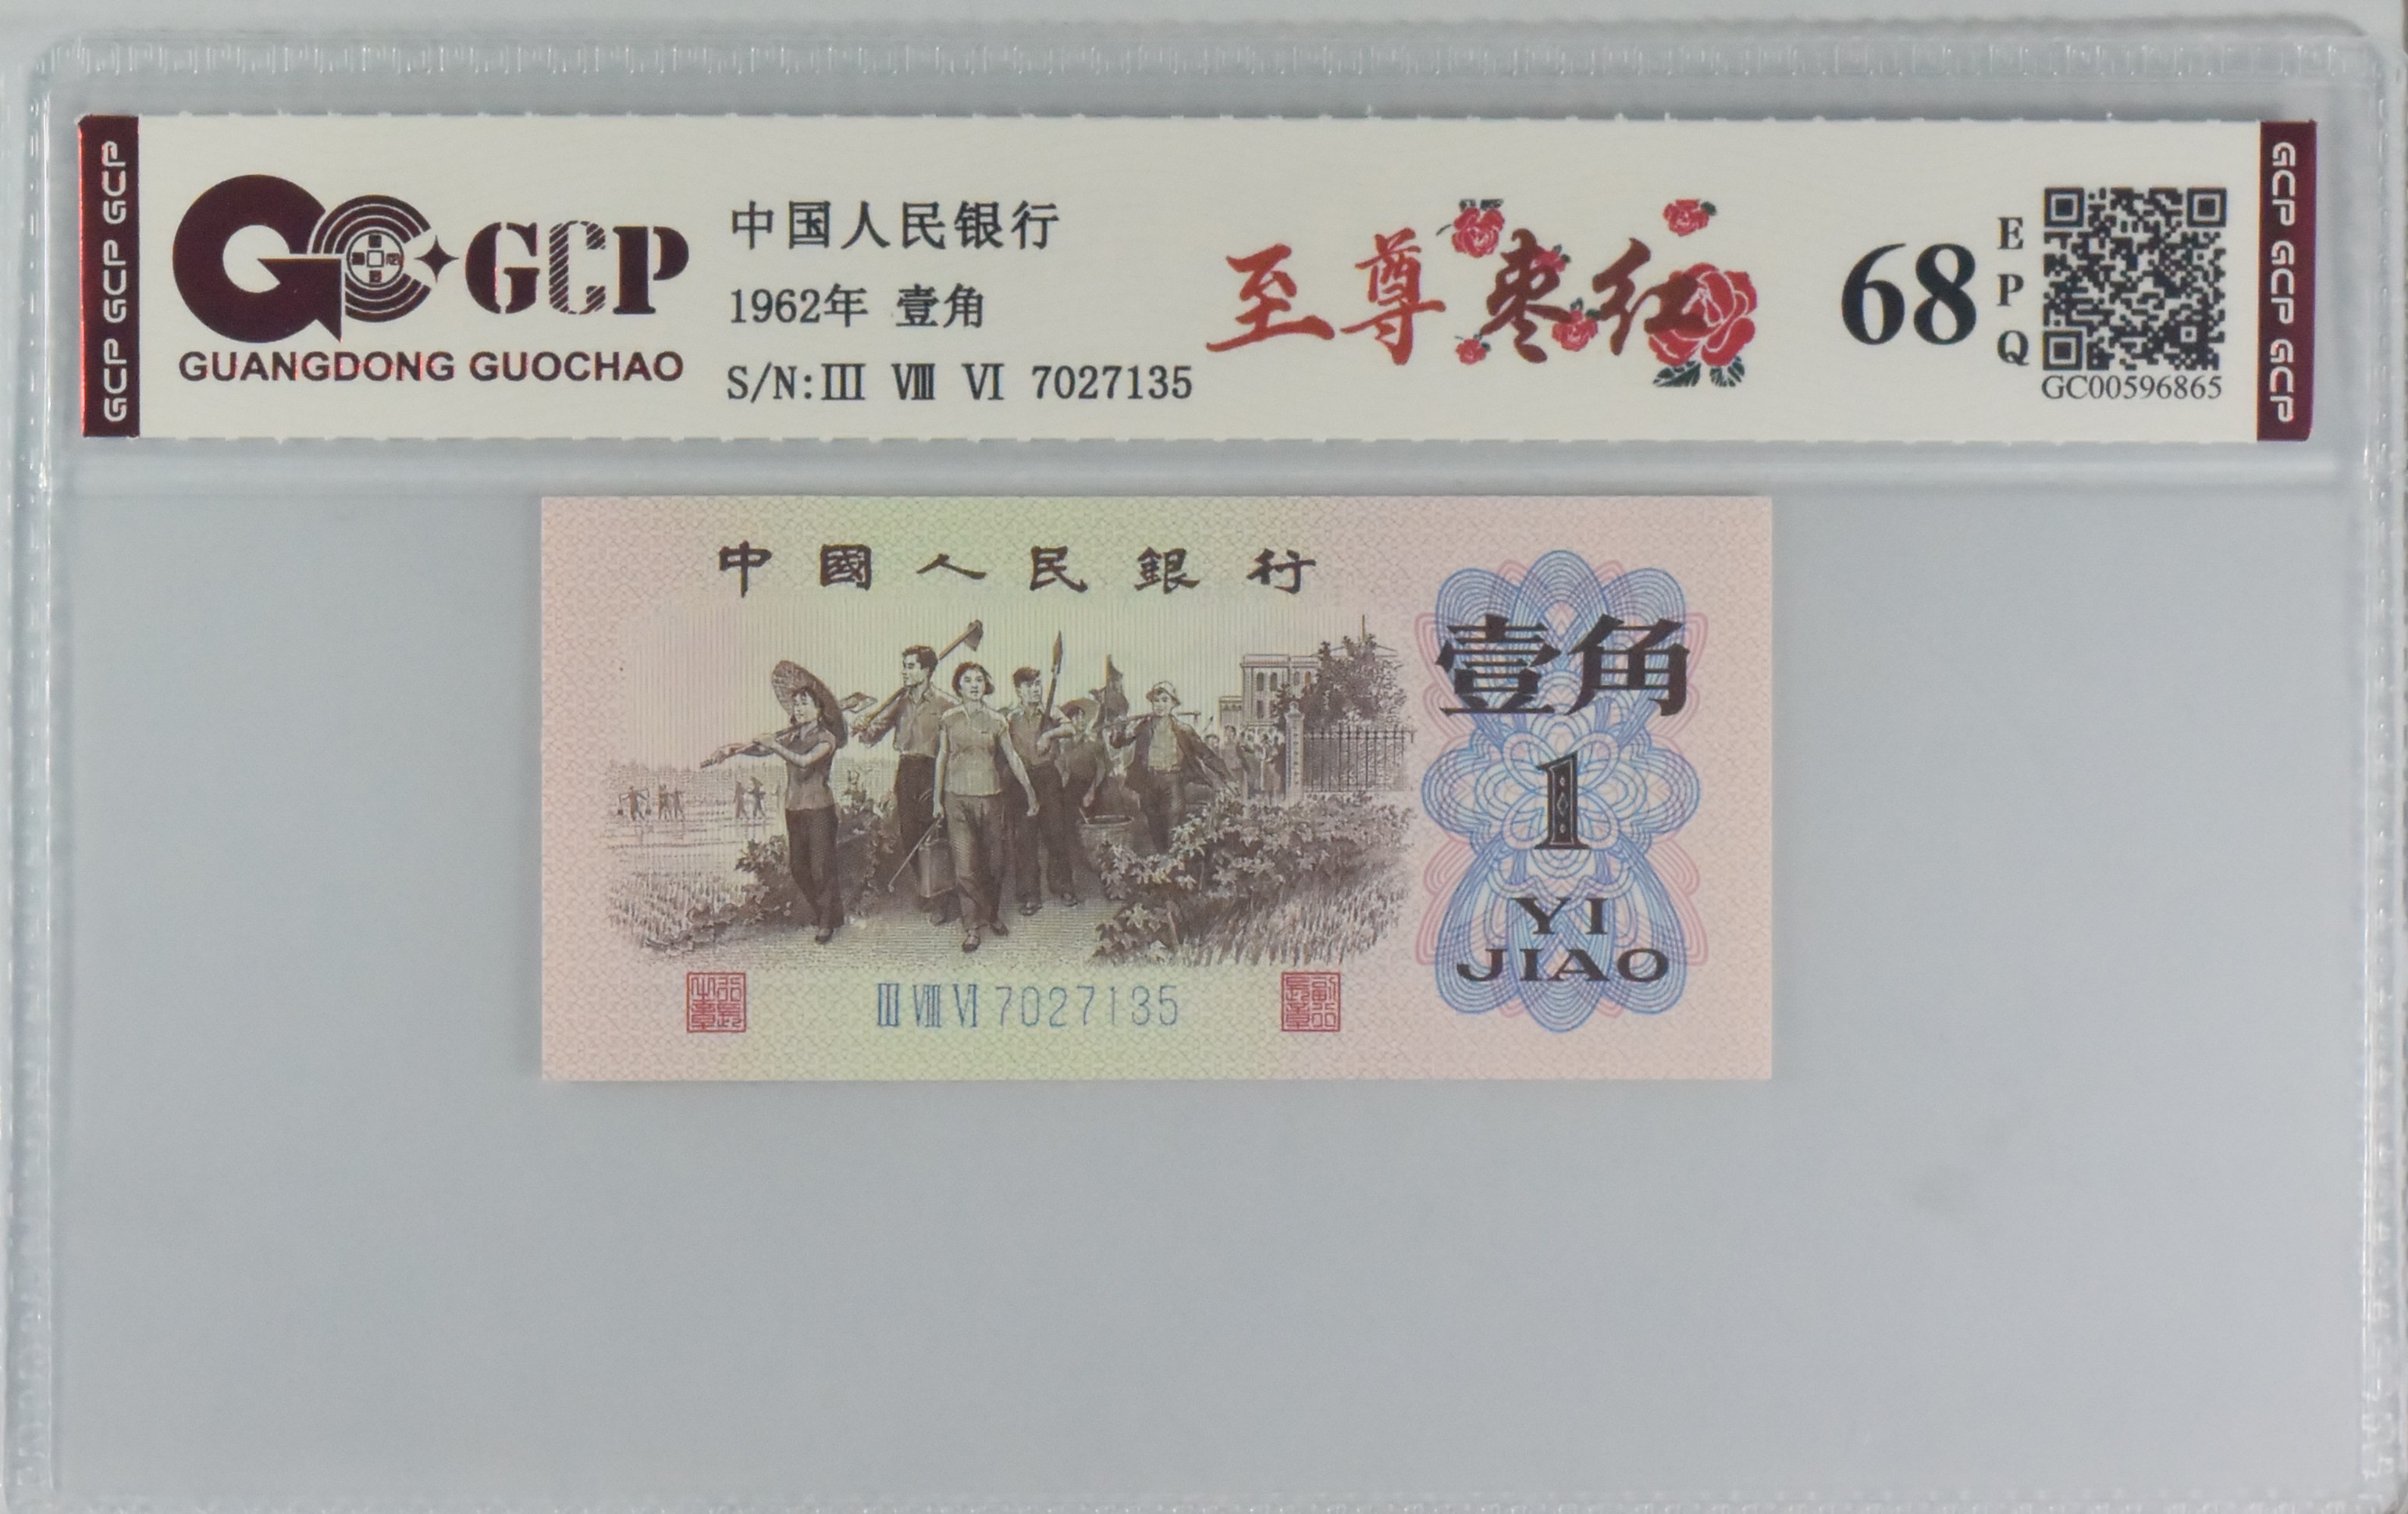 GCP GCP GCP
GCP
GUANGDONG GUOCHAO
中国人民银行
1962年 壹角
S/N:III VIII VI 7027135
至尊枣红
68
EPQ
GC00596865
GCP GCP GCP
中國人民銀行
壹角
1
YI
JIAO
III VIII VI 7027135